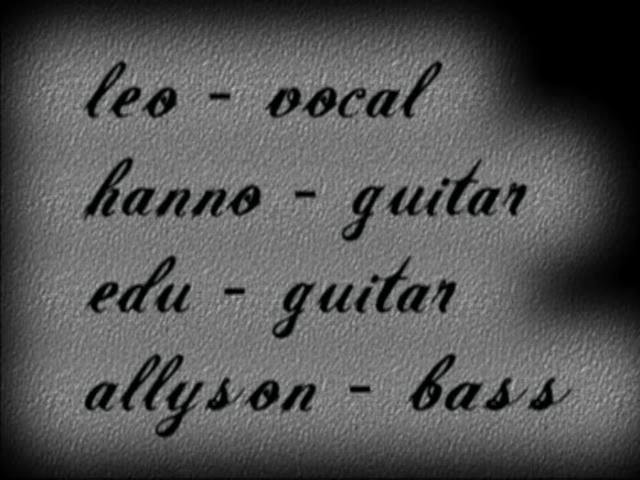 leo - vocal
hanno - guitar
edu - guitar
allyson - bass